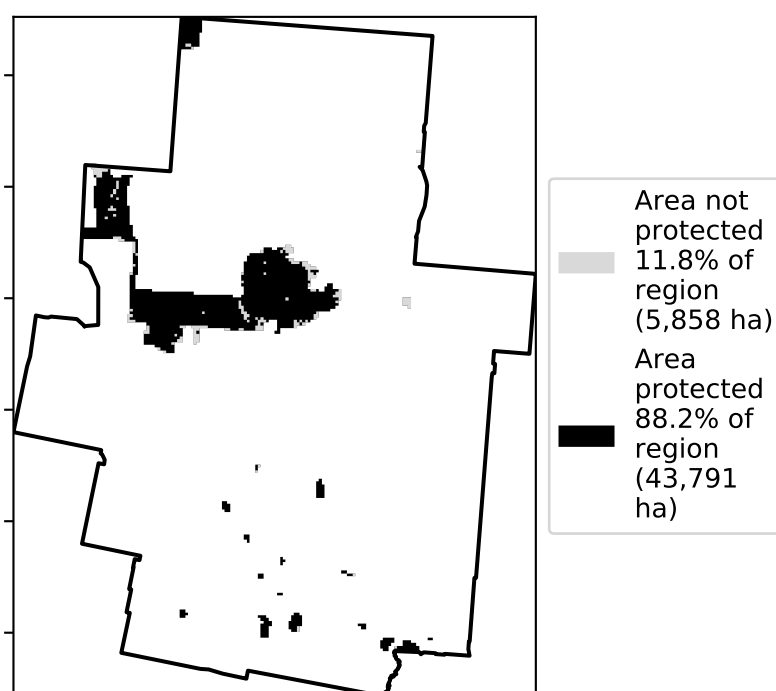 Area not
protected
11.8% of
region
(5,858 ha)
Area
protected
88.2% of
region
(43,791
ha)